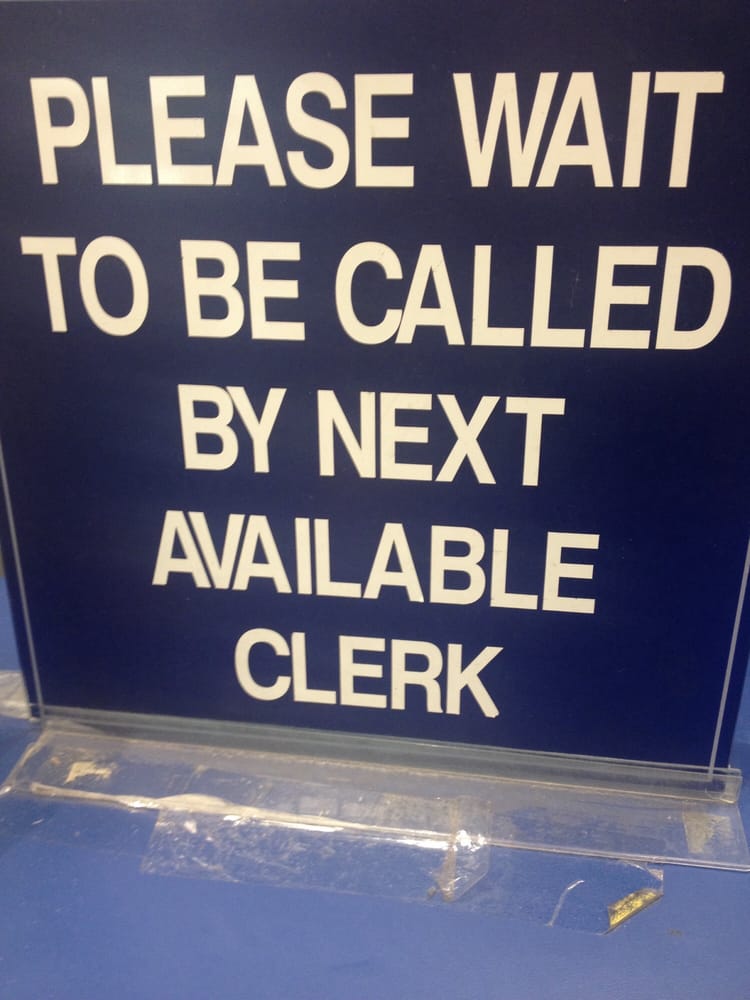 PLEASE WAIT
TO BE CALLED
BY NEXT
AVAILABLE
CLERK